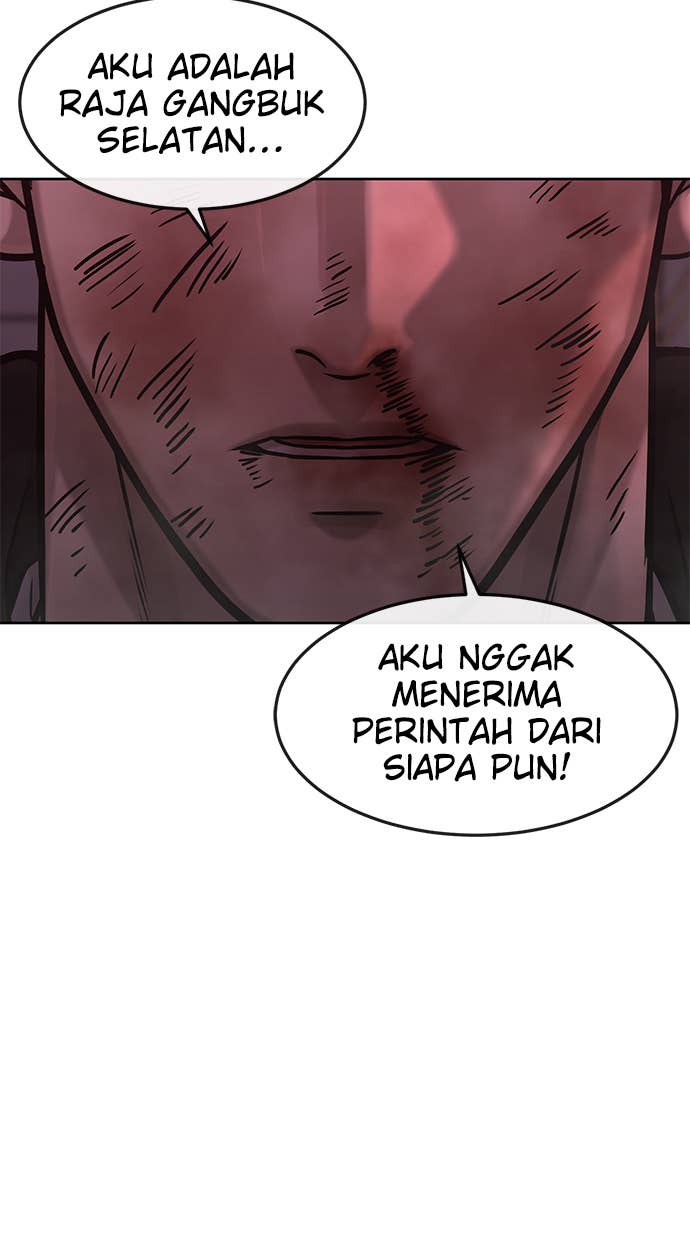 AKU ADALAH
RAJA GANGBUK
SELATAN...
AKU NGGAK
MENERIMA
PERINTAH DARI
SIAPA PUN!